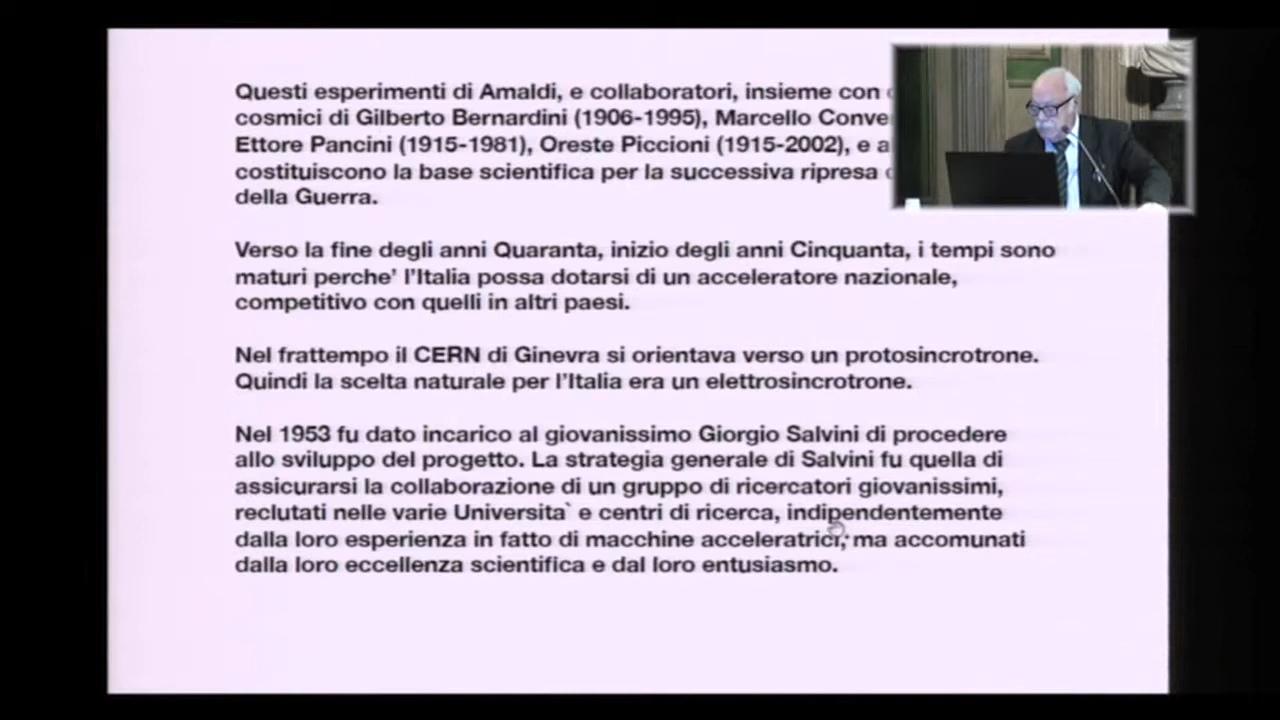 Questi esperimenti di Amaldi, e collaboratori, insieme con
cosmici di Gilberto Bernardini (1906-1995), Marcello
Ettore Pancini (1915-1981), Oreste Piccioni (1915-2002), e
costituiscono la base scientifica per la successiva ripresa
della Guerra.
Verso la fine degli anni Quaranta, inizio degli anni Cinquanta, i tempi sono
maturi perche' l'Italia possa dotarsi di un acceleratore nazionale,
competitivo con quelli in altri paesi.
Nel frattempo il CERN di Ginevra si orientava verso un protosincrotrone.
Quindi la scelta naturale per l'Italia era un elettrosincrotrone.
Nel 1953 fu dato incarico al giovanissimo Giorgio Salvini di procedere
allo sviluppo del progetto. La strategia generale di Salvini fu quella di
assicurarsi la collaborazione di un gruppo di ricercatori giovanissimi,
reclutati nelle varie Universita` e centri di ricerca, indipendentemente
dalla loro esperienza in fatto di macchine acceleratrici, ma accomunati
dalla loro eccellenza scientifica e dal loro entusiasmo.